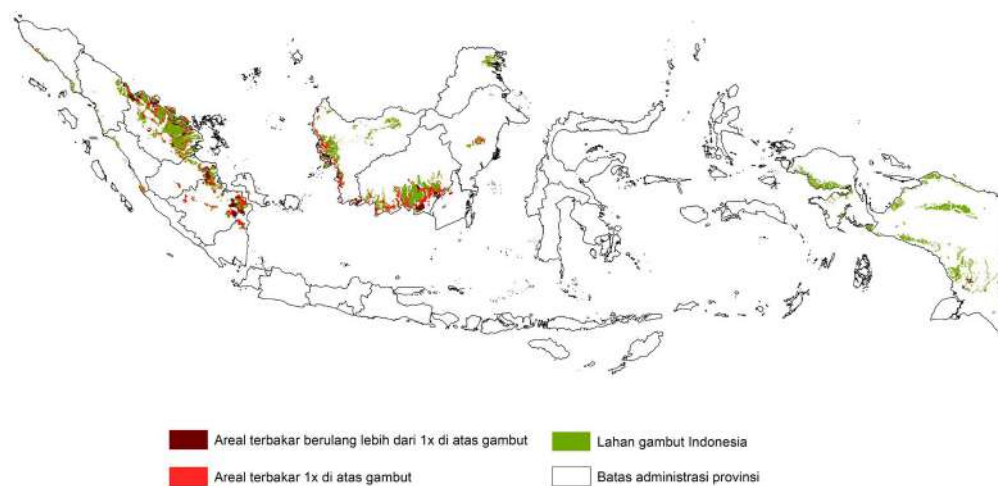 Areal terbakar berulang lebih dari 1x di atas gambut
Lahan gambut Indonesia
Areal terbakar 1x di atas gambut
Batas administrasi provinsi